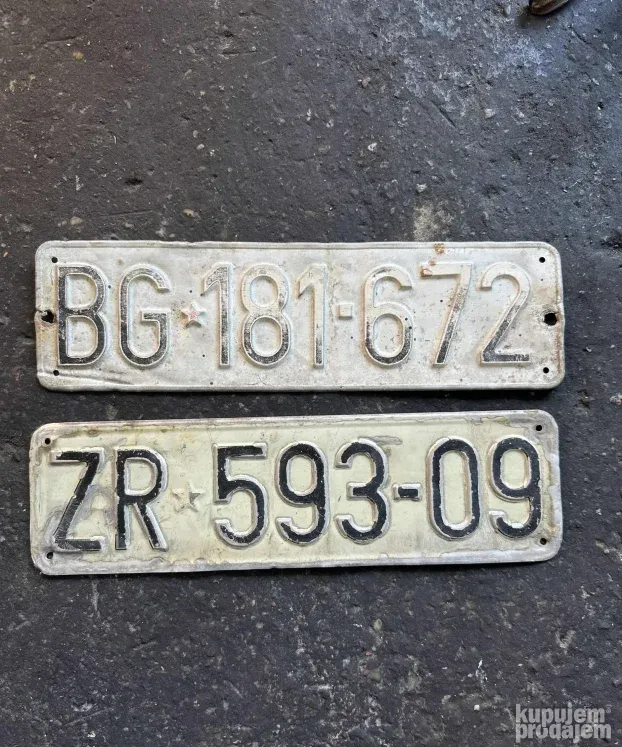 BG★181-672
ZR★593-09
kupujem
prodajem